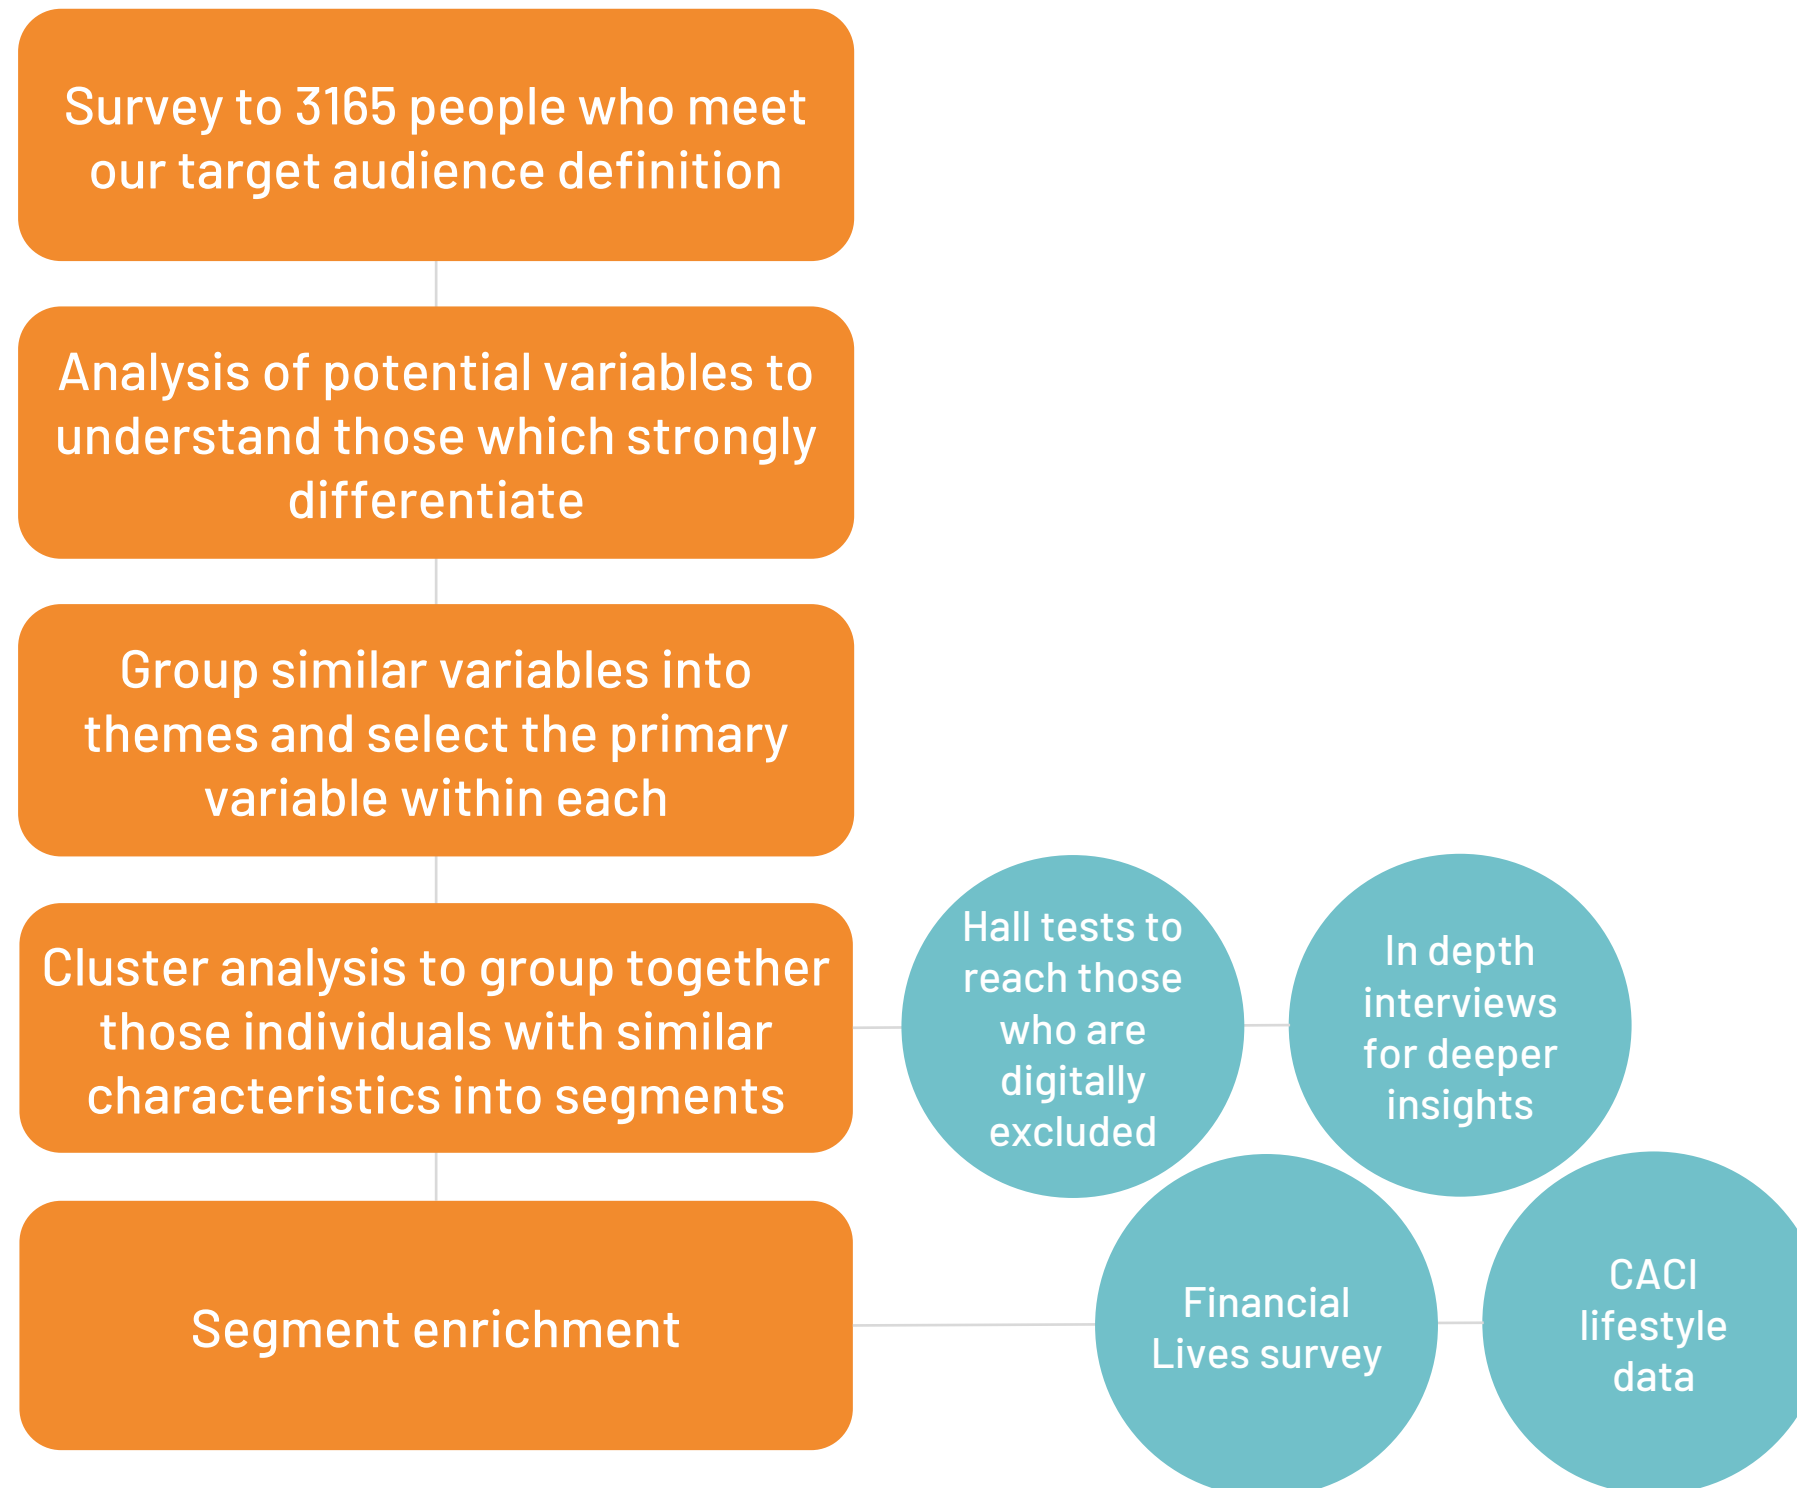 Survey to 3165 people who meet
our target audience definition
Analysis of potential variables to
understand those which strongly
differentiate
Group similar variables into
themes and select the primary
variable within each
Cluster analysis to group together
those individuals with similar
characteristics into segments
Hall tests to
reach those
who are
digitally
excluded
In depth
interviews
for deeper
insights
Segment enrichment
Financial
Lives survey
CACI
lifestyle
data